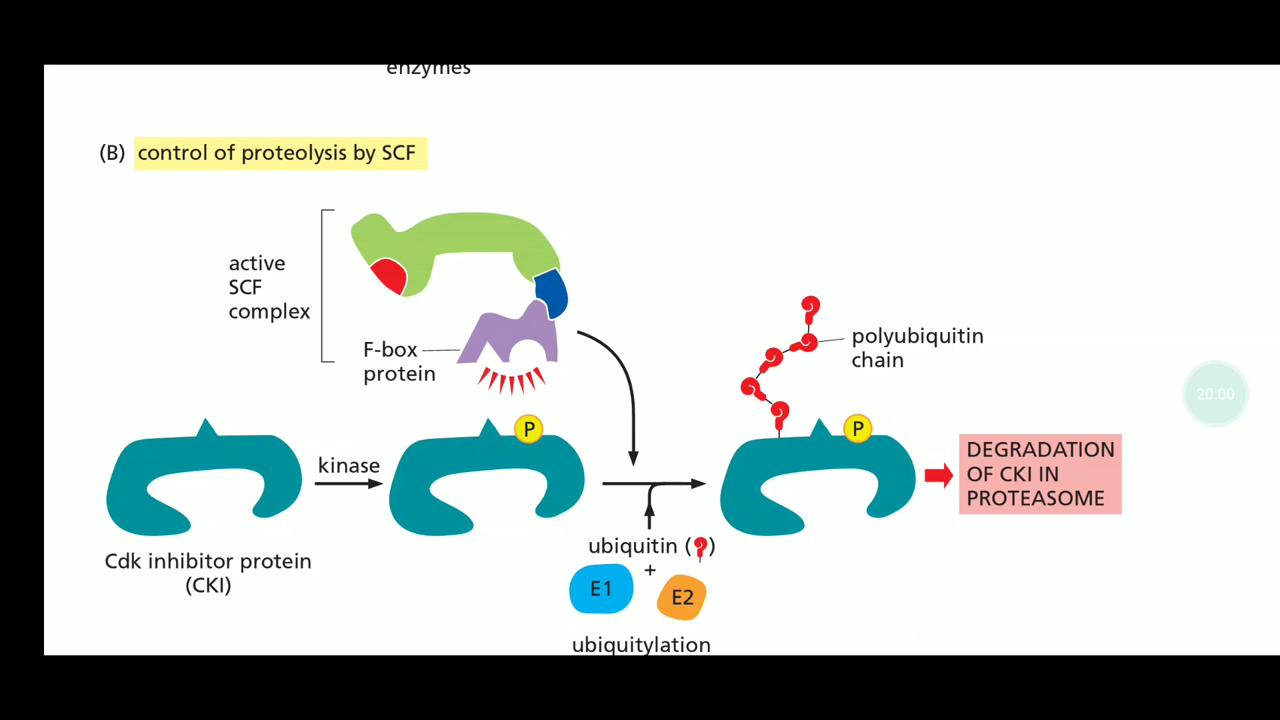 enzymes
(B) control of proteolysis by SCF
active
SCF
complex
F-box
protein
polyubiquitin
chain
20:00
P
P
kinase
DEGRADATION
OF CKI IN
PROTEASOME
Cdk inhibitor protein
(CKI)
ubiquitin ( )
+
E1
E2
ubiquitylation